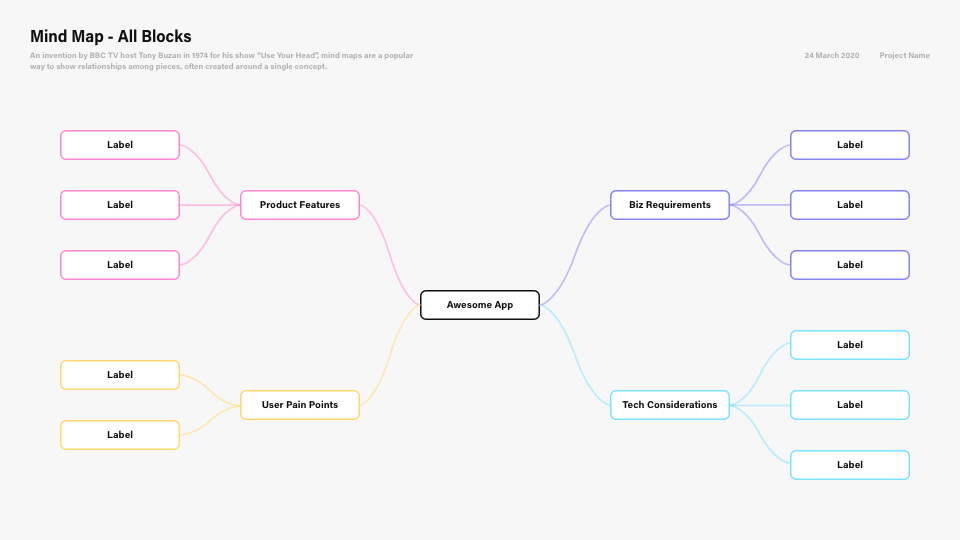 Mind Map - All Blocks
An invention by BBC TV host Tony Buzan in 1974 for his show "Use Your Head", mind maps are a popular
way to show relationships among pieces, often created around a single concept.
24 March 2020
Project Name
Label
Label
Label
Product Features
Label
Label
User Pain Points
Awesome App
Biz Requirements
Label
Label
Label
Tech Considerations
Label
Label
Label